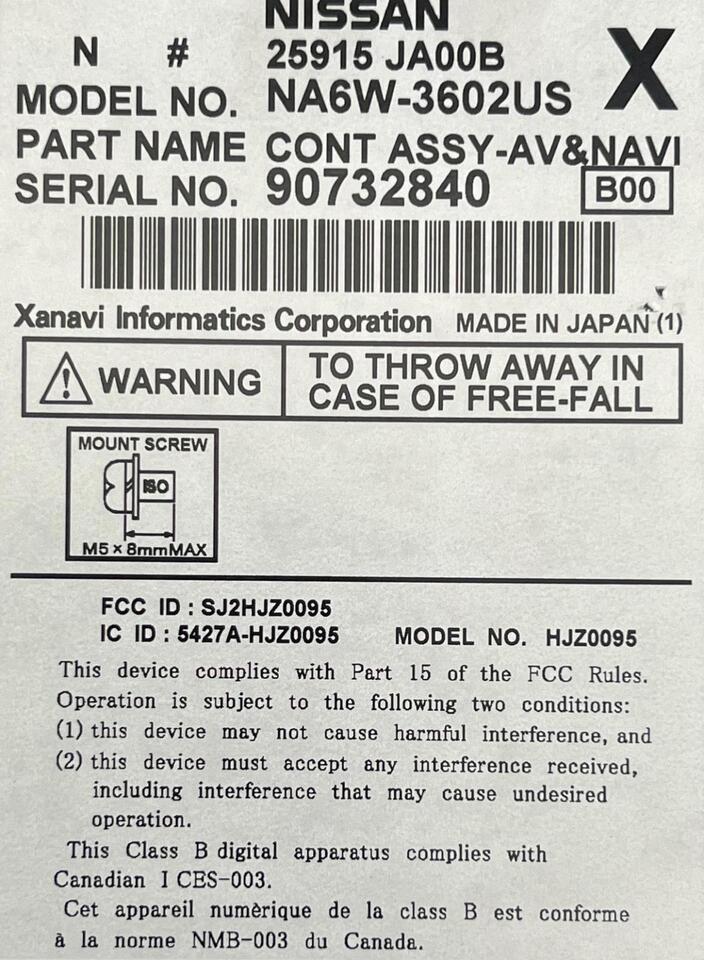 NISSAN
N # 25915 JA00B X
MODEL NO. NA6W-3602US
PART NAME CONT ASSY-AV&NAVI
SERIAL NO. 90732840 B00
Xanavi Informatics Corporation MADE IN JAPAN (1)
WARNING TO THROW AWAY IN
CASE OF FREE-FALL
MOUNT SCREW
ISO
M5×8mmMAX
FCC ID : SJ2HJZ0095
IC ID : 5427A-HJZ0095 MODEL NO. HJZ0095
This device complies with Part 15 of the FCC Rules.
Operation is subject to the following two conditions:
(1) this device may not cause harmful interference, and
(2) this device must accept any interference received,
including interference that may cause undesired
operation.
This Class B digital apparatus complies with
Canadian I CES-003.
Cet appareil numèrique de la class B est conforme
à la norme NMB-003 du Canada.